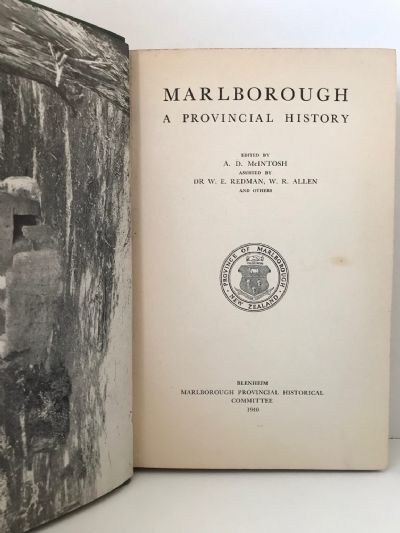 MARLBOROUGH
A PROVINCIAL HISTORY
EDITED BY
A. D. McINTOSH
ASSISTED BY
DR W. E. REDMAN, W. R. ALLEN
AND OTHERS
PROVINCE OF MARLBOROUGH
NEW ZEALAND
BLENHEIM
MARLBOROUGH PROVINCIAL HISTORICAL
COMMITTEE
1940